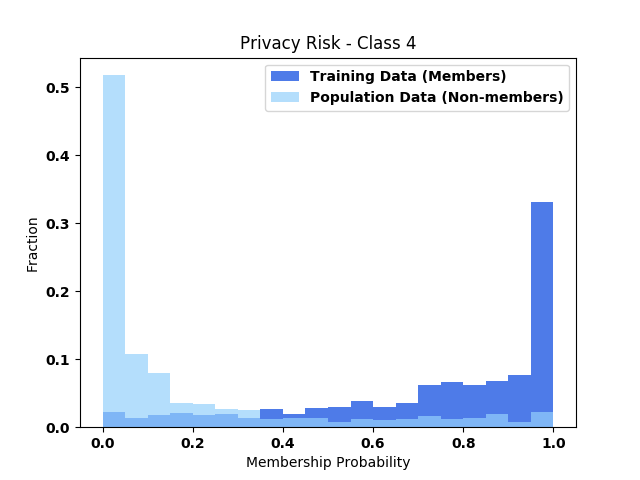 Privacy Risk - Class 4
Training Data (Members)
Population Data (Non-members)
0.5
0.4
0.3
0.2
0.1
0.0
Fraction
0.0 0.2 0.4 0.6 0.8 1.0
Membership Probability